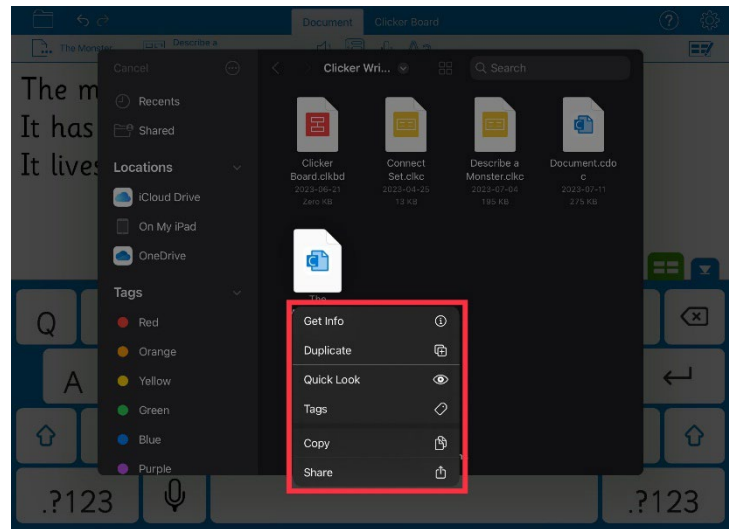 Document Clicker Board
The Monster Describe a
The m
It has
It lives
Cancel
Recents
Shared
Locations
iCloud Drive
On My iPad
OneDrive
Tags
Red
Orange
Yellow
Green
Blue
Purple
Clicker Wri...
Search
Clicker
Board.clkbd
2023-06-21
Zero KB
Connect
Set.clkc
2023-04-25
13 KB
Describe a
Monster.clkc
2023-07-04
195 KB
Document.cdo
c
2023-07-11
275 KB
The
Get Info
Duplicate
Quick Look
Tags
Copy
Share
Q
A
.?123
.?123